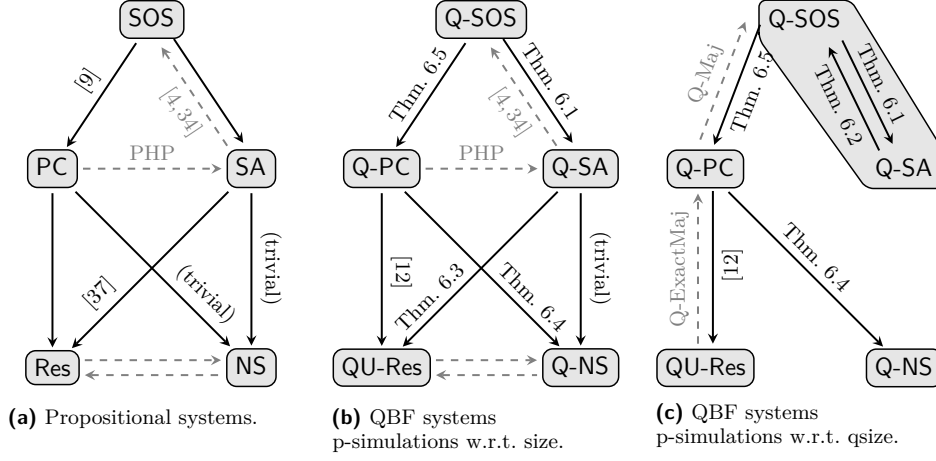 SOS
[9]
[4,34]
PC
PHP
SA
[37]
(trivial)
(trivial)
Res
NS
(a) Propositional systems.
Q-SOS
Thm. 6.5
[4,34]
Thm. 6.1
Q-PC
PHP
Q-SA
[12]
Thm. 6.3
Thm. 6.4
(trivial)
QU-Res
Q-NS
(b) QBF systems
p-simulations w.r.t. size.
Q-SOS
Q-Maj
Thm. 6.5
Thm. 6.1
Thm. 6.2
Q-PC
Q-SA
Q-ExactMaj
[12]
Thm. 6.4
QU-Res
Q-NS
(c) QBF systems
p-simulations w.r.t. qsize.